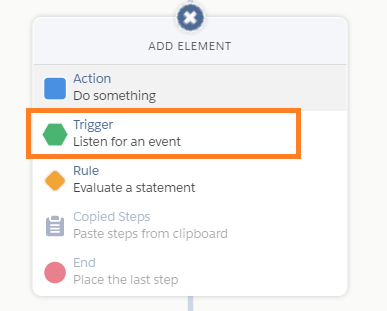 ADD ELEMENT
Action
Do something
Trigger
Listen for an event
Rule
Evaluate a statement
Copied Steps
Paste steps from clipboard
End
Place the last step